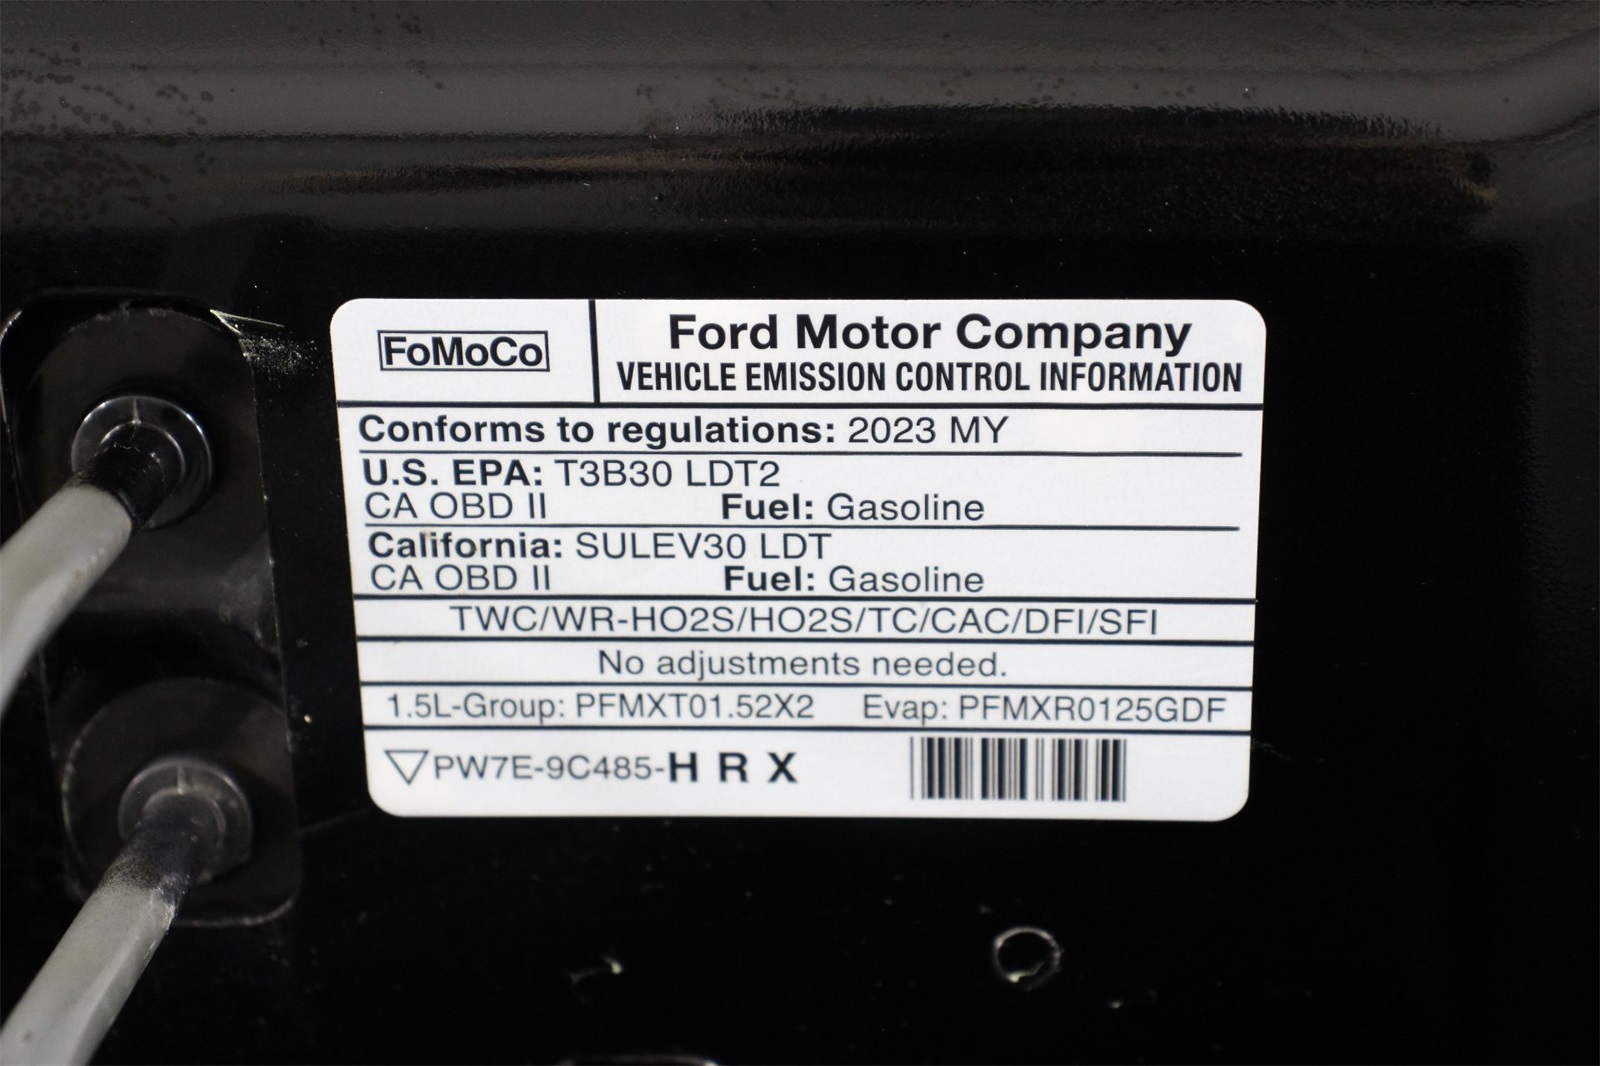 FoMoCo
Ford Motor Company
VEHICLE EMISSION CONTROL INFORMATION
Conforms to regulations: 2023 MY
U.S. EPA: T3B30 LDT2
CA OBD II Fuel: Gasoline
California: SULEV30 LDT
CA OBD II Fuel: Gasoline
TWC/WR-HO2S/HO2S/TC/CAC/DFI/SFI
No adjustments needed.
1.5L-Group: PFMXT01.52X2 Evap: PFMXR0125GDF
PW7E-9C485-H R X